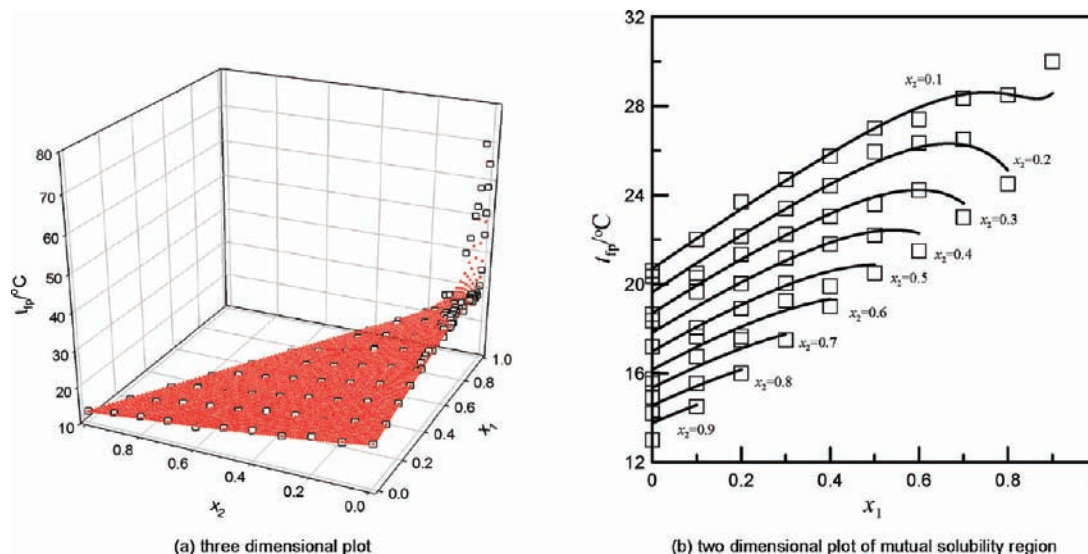 80
70
60
50
40
30
20
10
t_fp/°C
0.8
0.6
0.4
0.2
0.0
x_2
0.0
0.2
0.4
0.6
0.8
1.0
x_1
(a) three dimensional plot
32
28
24
20
16
12
t_fp/°C
x_2=0.1
x_2=0.2
x_2=0.3
x_2=0.4
x_2=0.5
x_2=0.6
x_2=0.7
x_2=0.8
x_2=0.9
0 0.2 0.4 0.6 0.8 1
x_1
(b) two dimensional plot of mutual solubility region